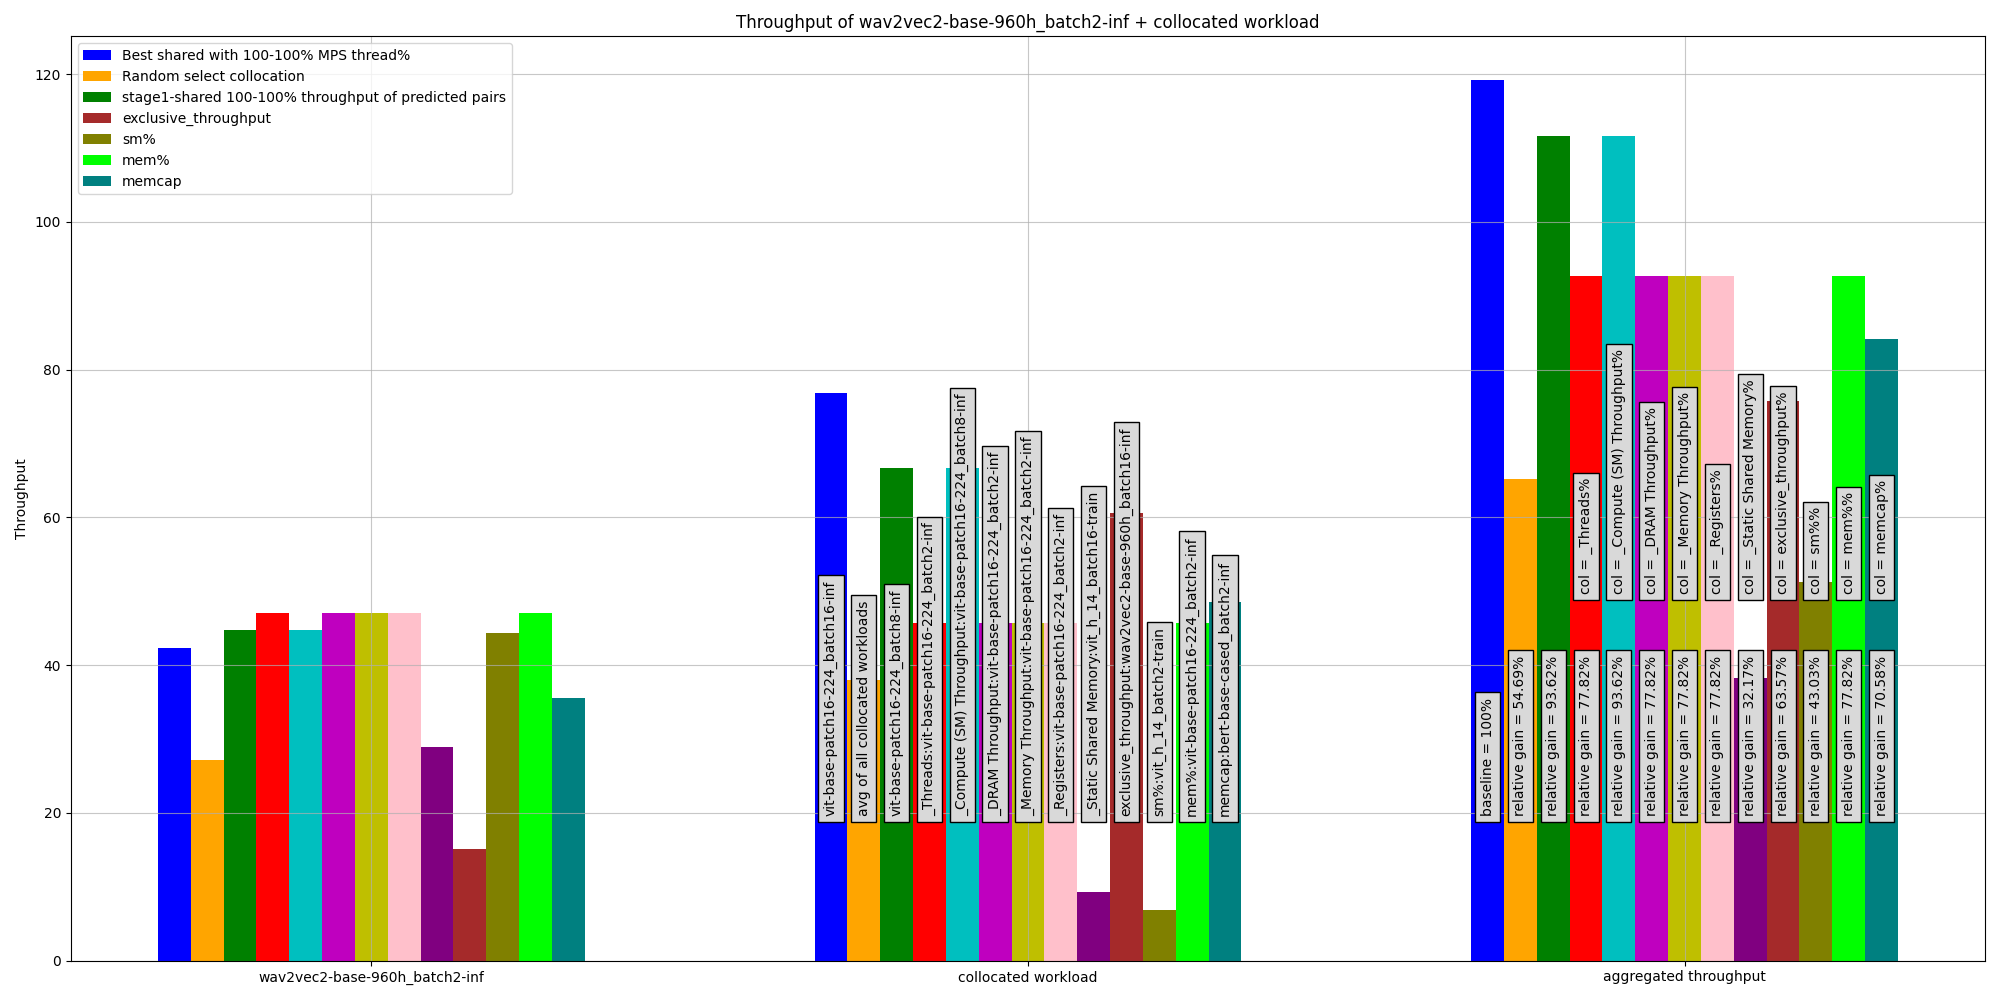 Throughput of wav2vec2-base-960h_batch2-inf + collocated workload
Throughput
120
100
80
60
40
20
0
Best shared with 100-100% MPS thread%
Random select collocation
stage1-shared 100-100% throughput of predicted pairs
exclusive_throughput
sm%
mem%
memcap
vit-base-patch16-224_batch16-inf
avg of all collocated workloads
vit-base-patch16-224_batch8-inf
_Threads:vit-base-patch16-224_batch2-inf
_Compute (SM) Throughput:vit-base-patch16-224_batch8-inf
_DRAM Throughput:vit-base-patch16-224_batch2-inf
_Memory Throughput:vit-base-patch16-224_batch2-inf
_Registers:vit-base-patch16-224_batch2-inf
_Static Shared Memory:vit_h_14_batch16-train
exclusive_throughput:wav2vec2-base-960h_batch16-inf
sm%:vit_h_14_batch2-train
mem%:vit-base-patch16-224_batch2-inf
memcap:bert-base-cased_batch2-inf
col = _Threads%
col = _Compute (SM) Throughput%
col = _DRAM Throughput%
col = _Memory Throughput%
col = _Registers%
col = _Static Shared Memory%
col = exclusive_throughput%
col = sm%%
col = mem%%
col = memcap%
baseline = 100%
relative gain = 54.69%
relative gain = 93.62%
relative gain = 77.82%
relative gain = 93.62%
relative gain = 77.82%
relative gain = 77.82%
relative gain = 77.82%
relative gain = 32.17%
relative gain = 63.57%
relative gain = 43.03%
relative gain = 77.82%
relative gain = 70.58%
wav2vec2-base-960h_batch2-inf
collocated workload
aggregated throughput